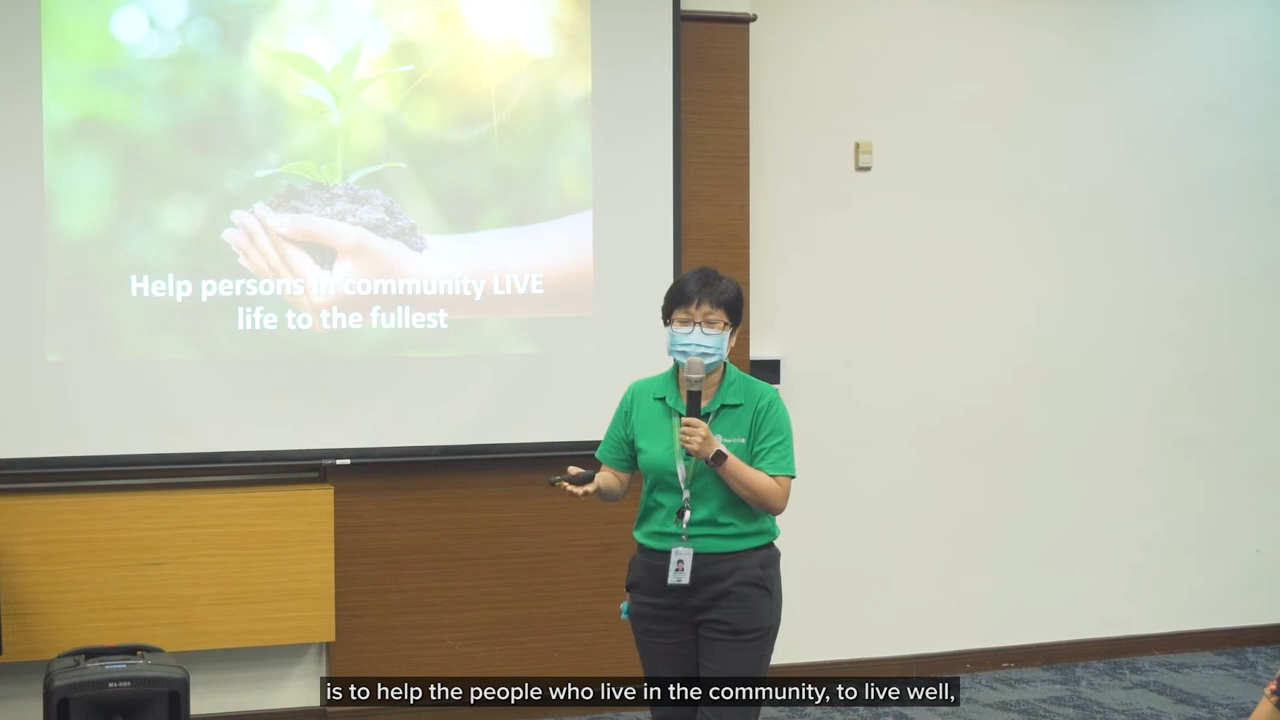 Help persons in community LIVE
life to the fullest
is to help the people who live in the community, to live well,